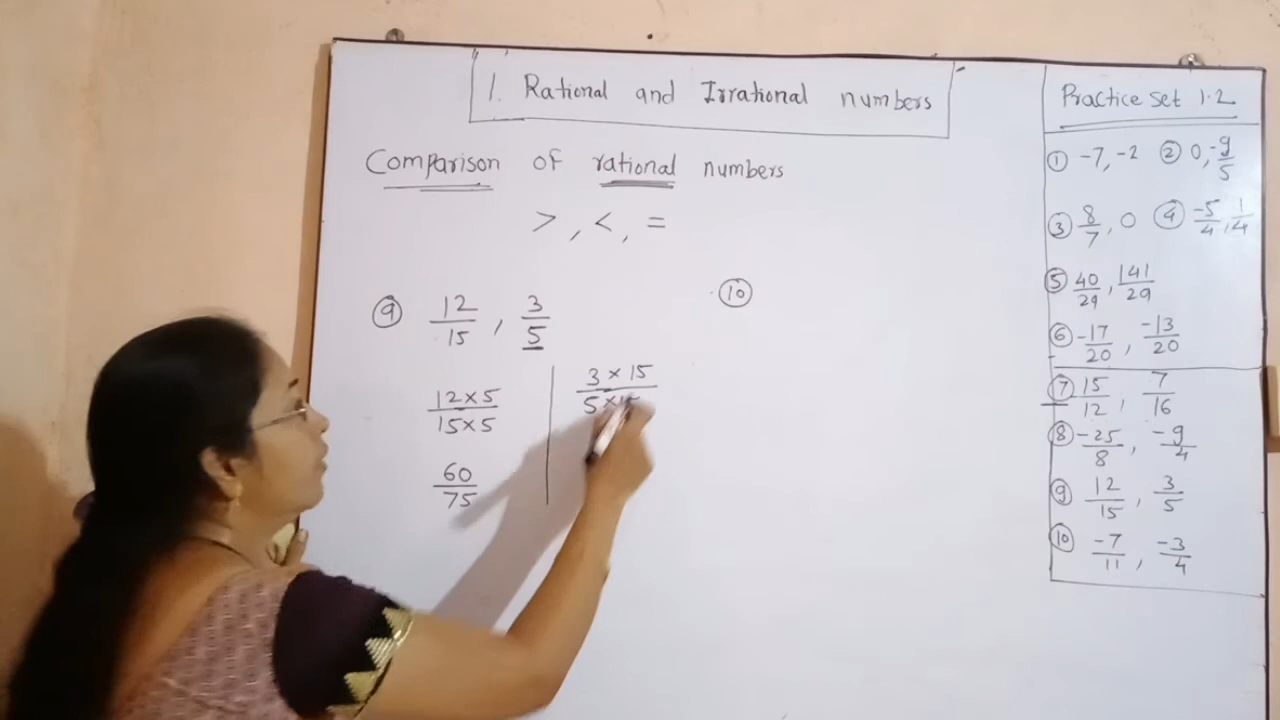 1. Rational and Irrational numbers
Comparison of rational numbers
> , < , =
⑨ 12/15 , 3/5
12×5/15×5
3×15/5×15
60/75
⑩
Practice Set 1.2
① -7, -2 ② 0, -9/5
③ 8/7, 0 ④ -5/4, 1/4
⑤ 40/29, 141/29
⑥ -17/20, -13/20
⑦ 15/12, 7/16
⑧ -25/8, -9/4
⑨ 12/15, 3/5
⑩ -7/11, -3/4